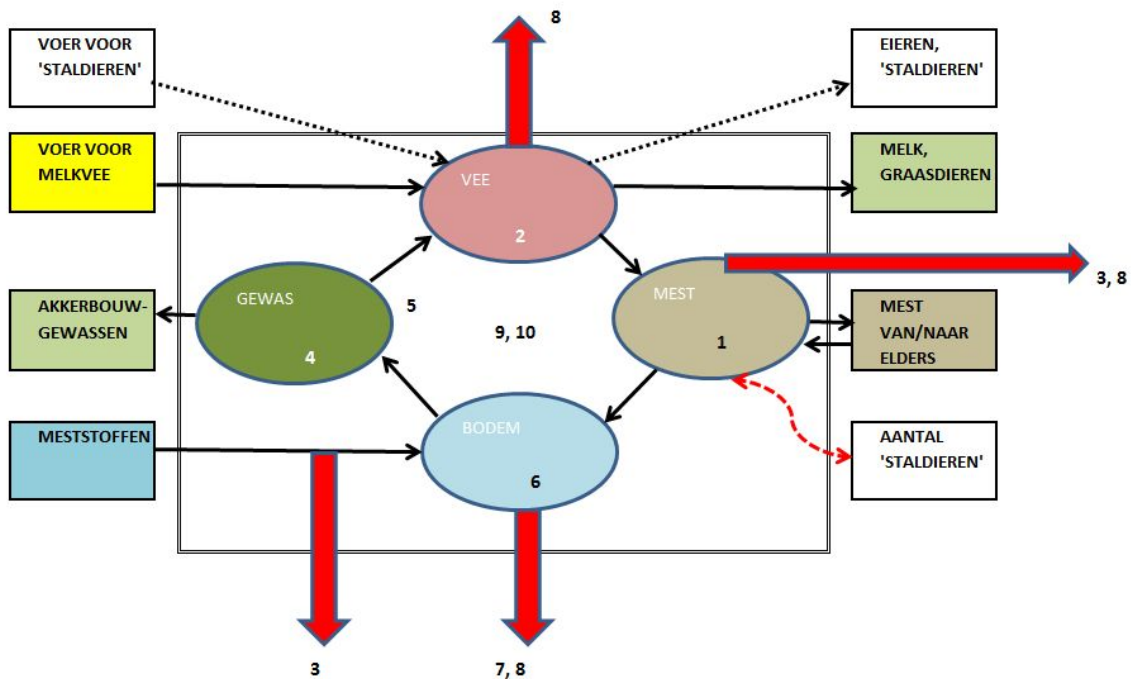 8
VOER VOOR
'STALDIEREN'
EIEREN,
'STALDIEREN'
VOER VOOR
MELKVEE
VEE
2
MELK,
GRAASDIEREN
3, 8
AKKERBOUW-
GEWASSEN
GEWAS
4
5
9, 10
MEST
1
MEST
VAN/NAAR
ELDERS
MESTSTOFFEN
BODEM
6
AANTAL
'STALDIEREN'
3
7, 8